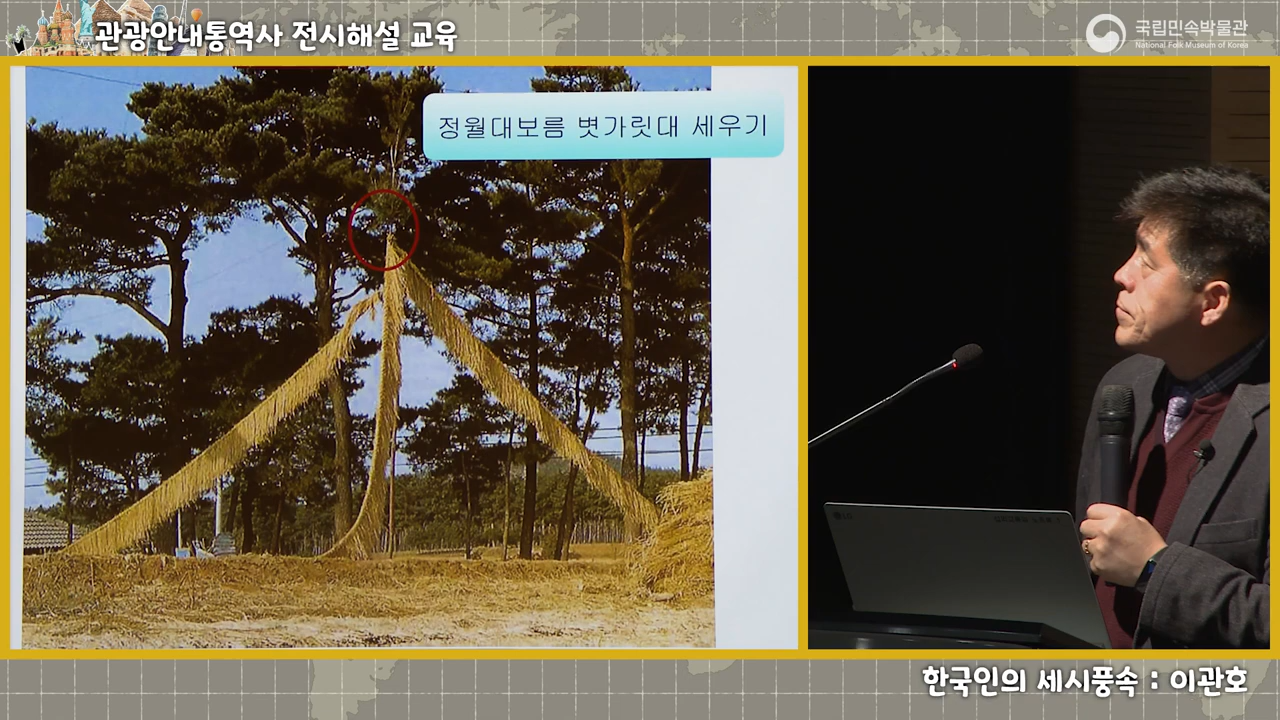 관광안내통역사 전시해설 교육
국립민속박물관
National Folk Museum of Korea
정월대보름 볏가릿대 세우기
LG
한국인의 세시풍속 : 이관호